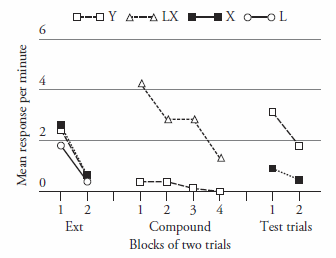 Y LX X L
6
4
2
0
Mean response per minute
1 2 1 2 3 4 1 2
Ext Compound Test trials
Blocks of two trials